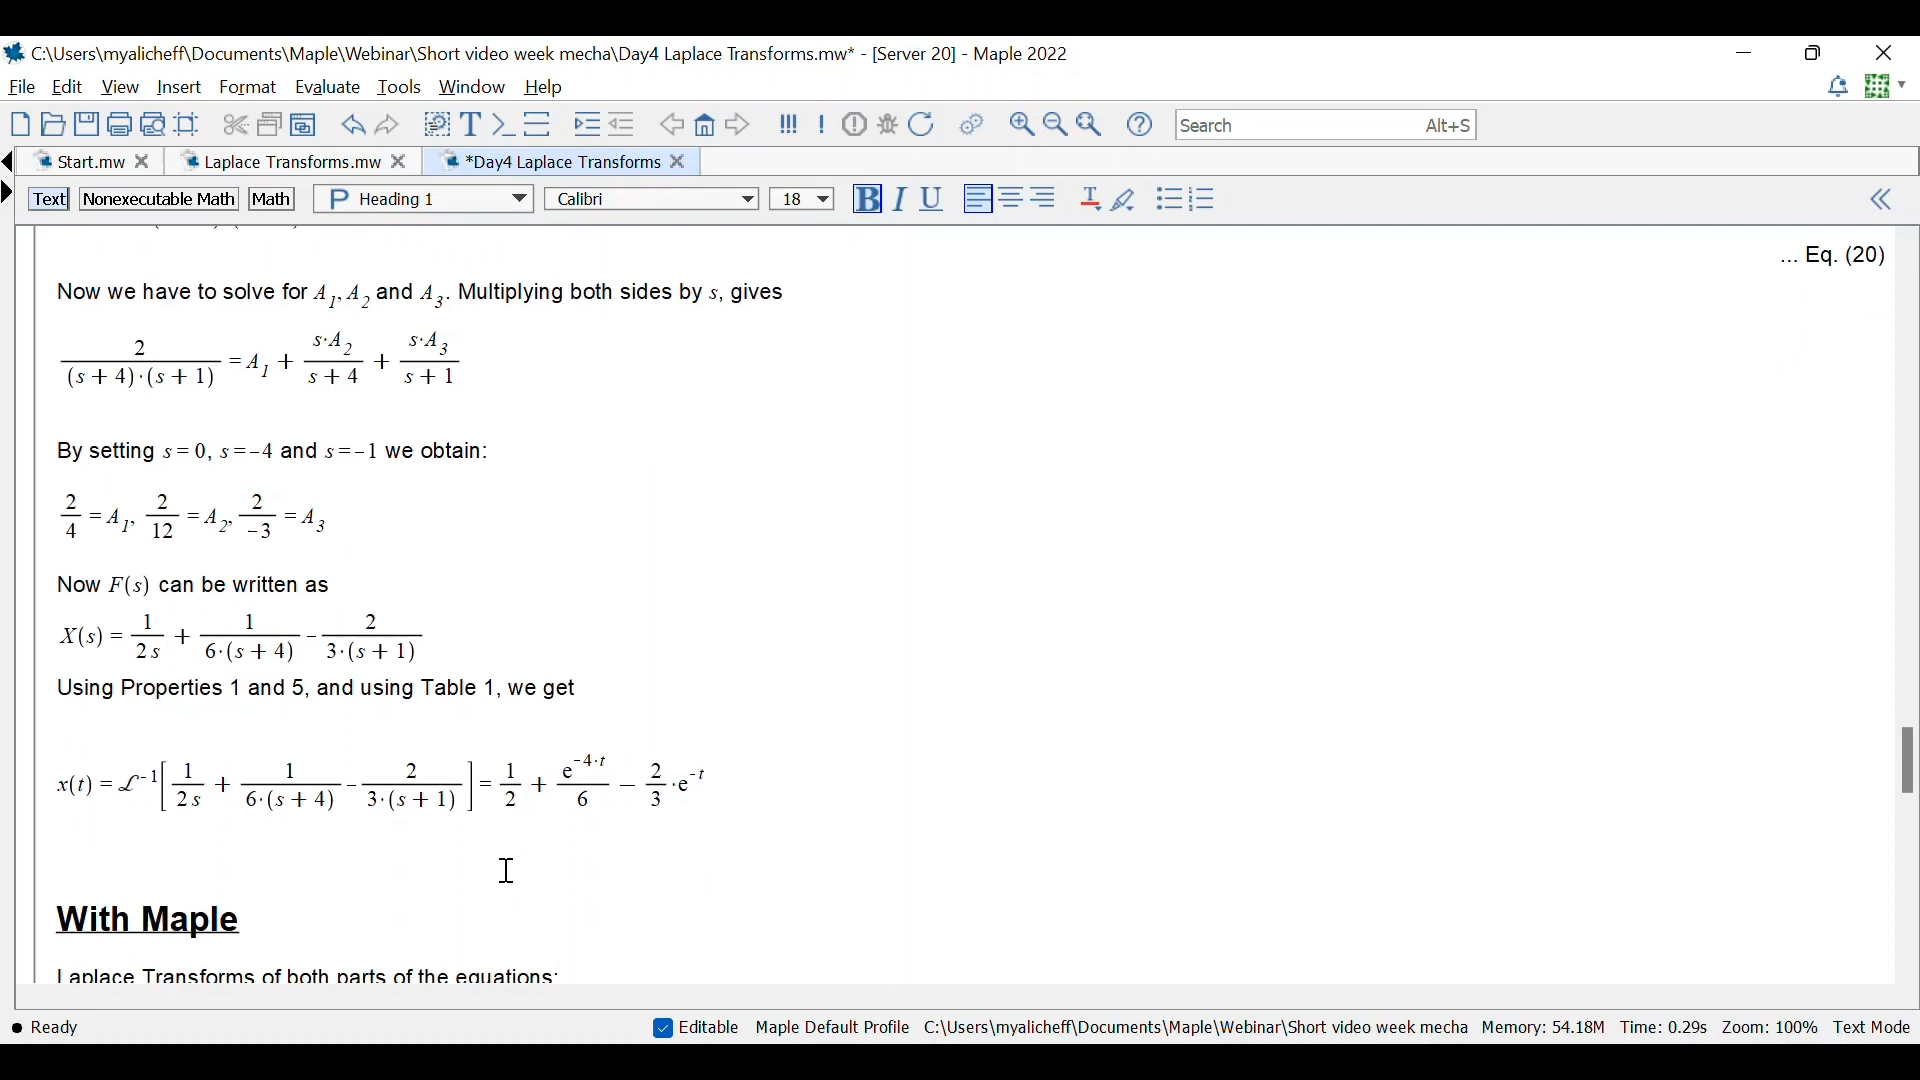 C:\Users\myalicheff\Documents\Maple\Webinar\Short video week mecha\Day4 Laplace Transforms.mw* - [Server 20] - Maple 2022
File Edit View Insert Format Evaluate Tools Window Help
Search Alt+S
Start.mw Laplace Transforms.mw *Day4 Laplace Transforms
Text Nonexecutable Math Math P Heading 1 Calibri 18 B I U
... Eq. (20)
Now we have to solve for A₁, A₂ and A₃. Multiplying both sides by s, gives
2/((s + 4)·(s + 1)) = A₁ + s·A₂/(s + 4) + s·A₃/(s + 1)
By setting s = 0, s = -4 and s = -1 we obtain:
2/4 = A₁, 2/12 = A₂, 2/-3 = A₃
Now F(s) can be written as
X(s) = 1/(2 s) + 1/(6·(s + 4)) - 2/(3·(s + 1))
Using Properties 1 and 5, and using Table 1, we get
x(t) = ℒ⁻¹[1/(2 s) + 1/(6·(s + 4)) - 2/(3·(s + 1))] = 1/2 + e^(-4·t)/6 − 2/3·e^(-t)
With Maple
Laplace Transforms of both parts of the equations:
Ready Editable Maple Default Profile C:\Users\myalicheff\Documents\Maple\Webinar\Short video week mecha Memory: 54.18M Time: 0.29s Zoom: 100% Text Mode